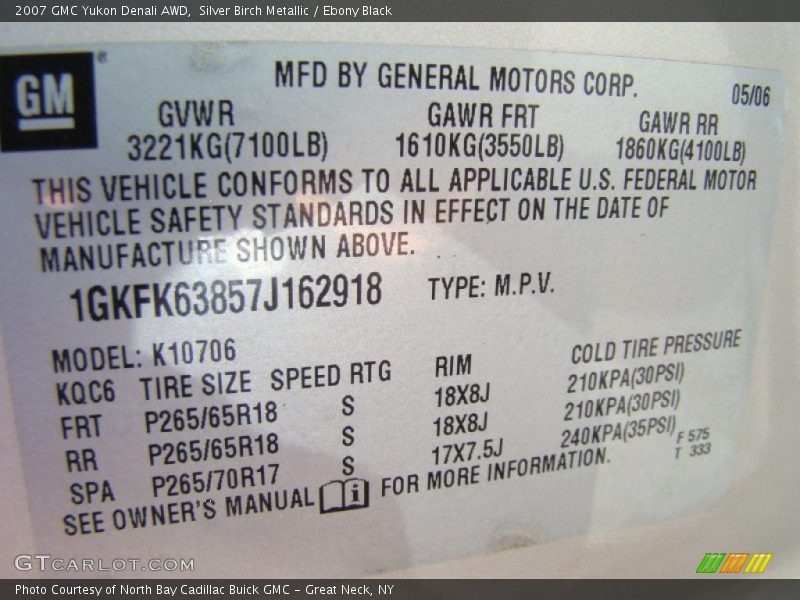 2007 GMC Yukon Denali AWD, Silver Birch Metallic / Ebony Black
GM
MFD BY GENERAL MOTORS CORP.
05/06
GVWR GAWR FRT GAWR RR
3221KG(7100LB) 1610KG(3550LB) 1860KG(4100LB)
THIS VEHICLE CONFORMS TO ALL APPLICABLE U.S. FEDERAL MOTOR
VEHICLE SAFETY STANDARDS IN EFFECT ON THE DATE OF
MANUFACTURE SHOWN ABOVE.
1GKFK63857J162918 TYPE: M.P.V.
MODEL: K10706
KQC6 TIRE SIZE SPEED RTG RIM COLD TIRE PRESSURE
FRT P265/65R18 S 18X8J 210KPA(30PSI)
RR P265/65R18 S 18X8J 210KPA(30PSI)
SPA P265/70R17 S 17X7.5J 240KPA(35PSI)
F 575
T 333
SEE OWNER'S MANUAL i FOR MORE INFORMATION.
GTCARLOT.COM
Photo Courtesy of North Bay Cadillac Buick GMC - Great Neck, NY